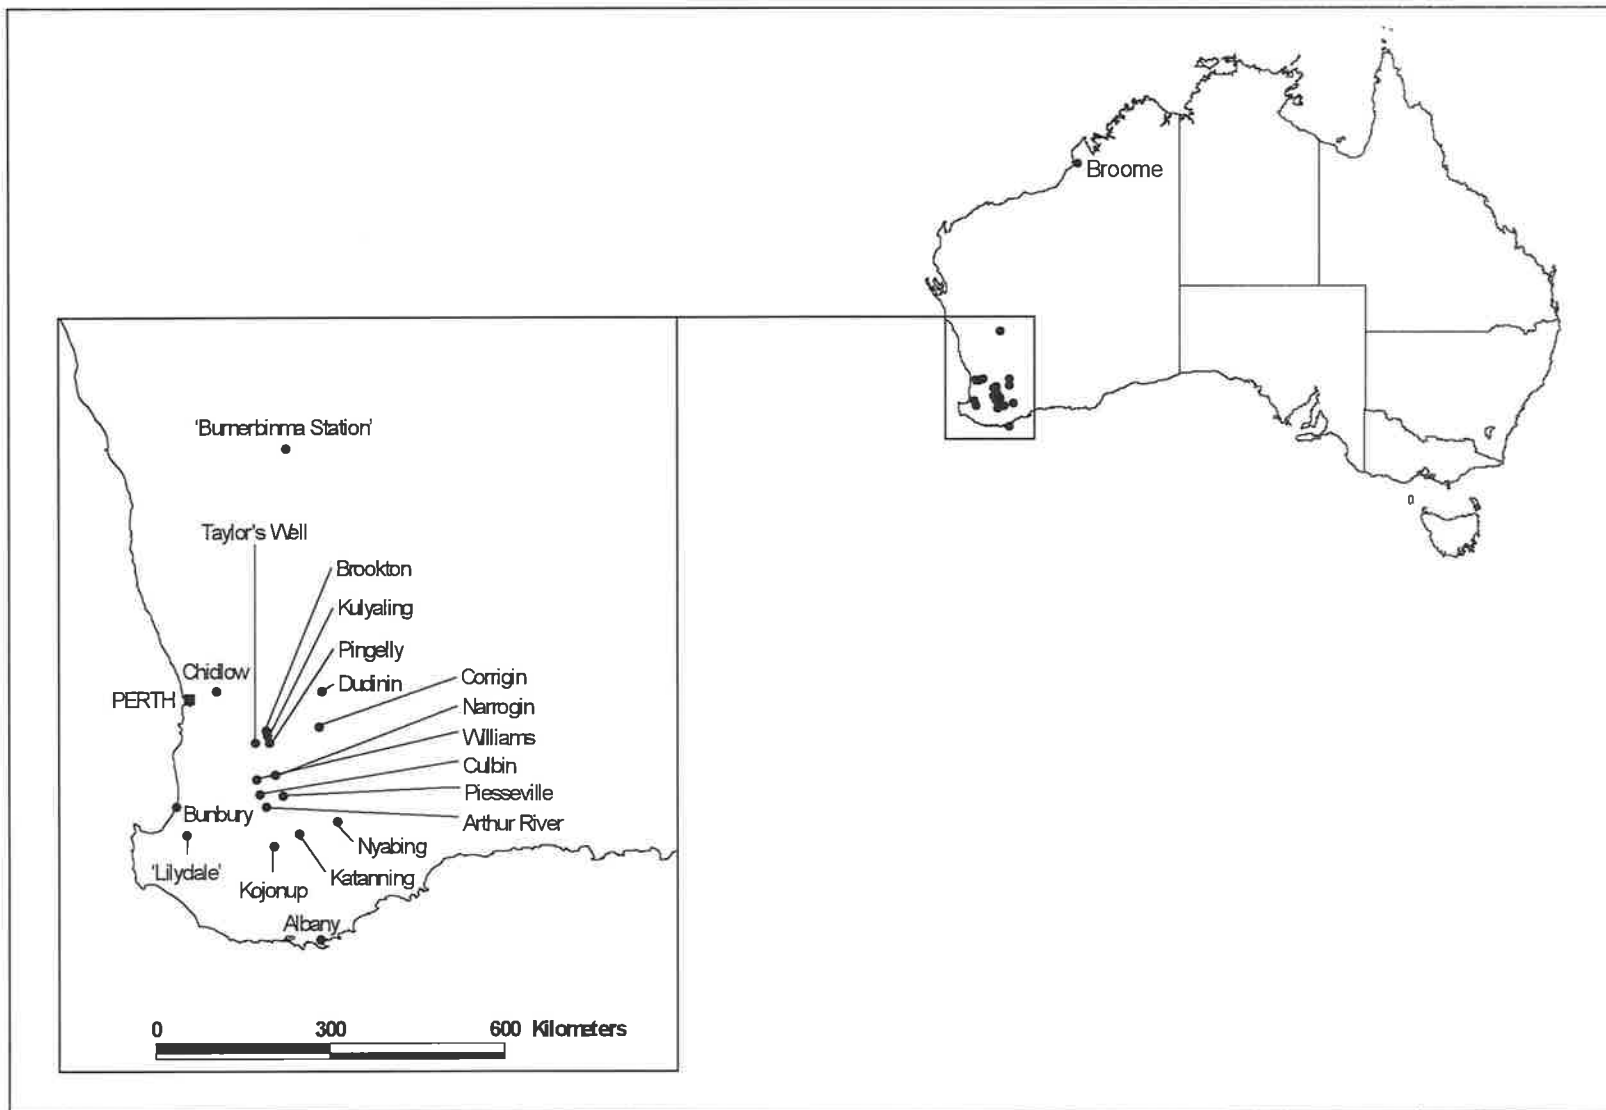 Broome
'Burnerbinma Station'
Taylor's Well
Brookton
Kulyaling
Pingelly
Chidlow
Dudinin
Corrigin
PERTH
Narrogin
Williams
Culbin
Piesseville
Bunbury
Arthur River
Nyabing
'Lilydale'
Katanning
Kojonup
Albany
0 300 600 Kilometers